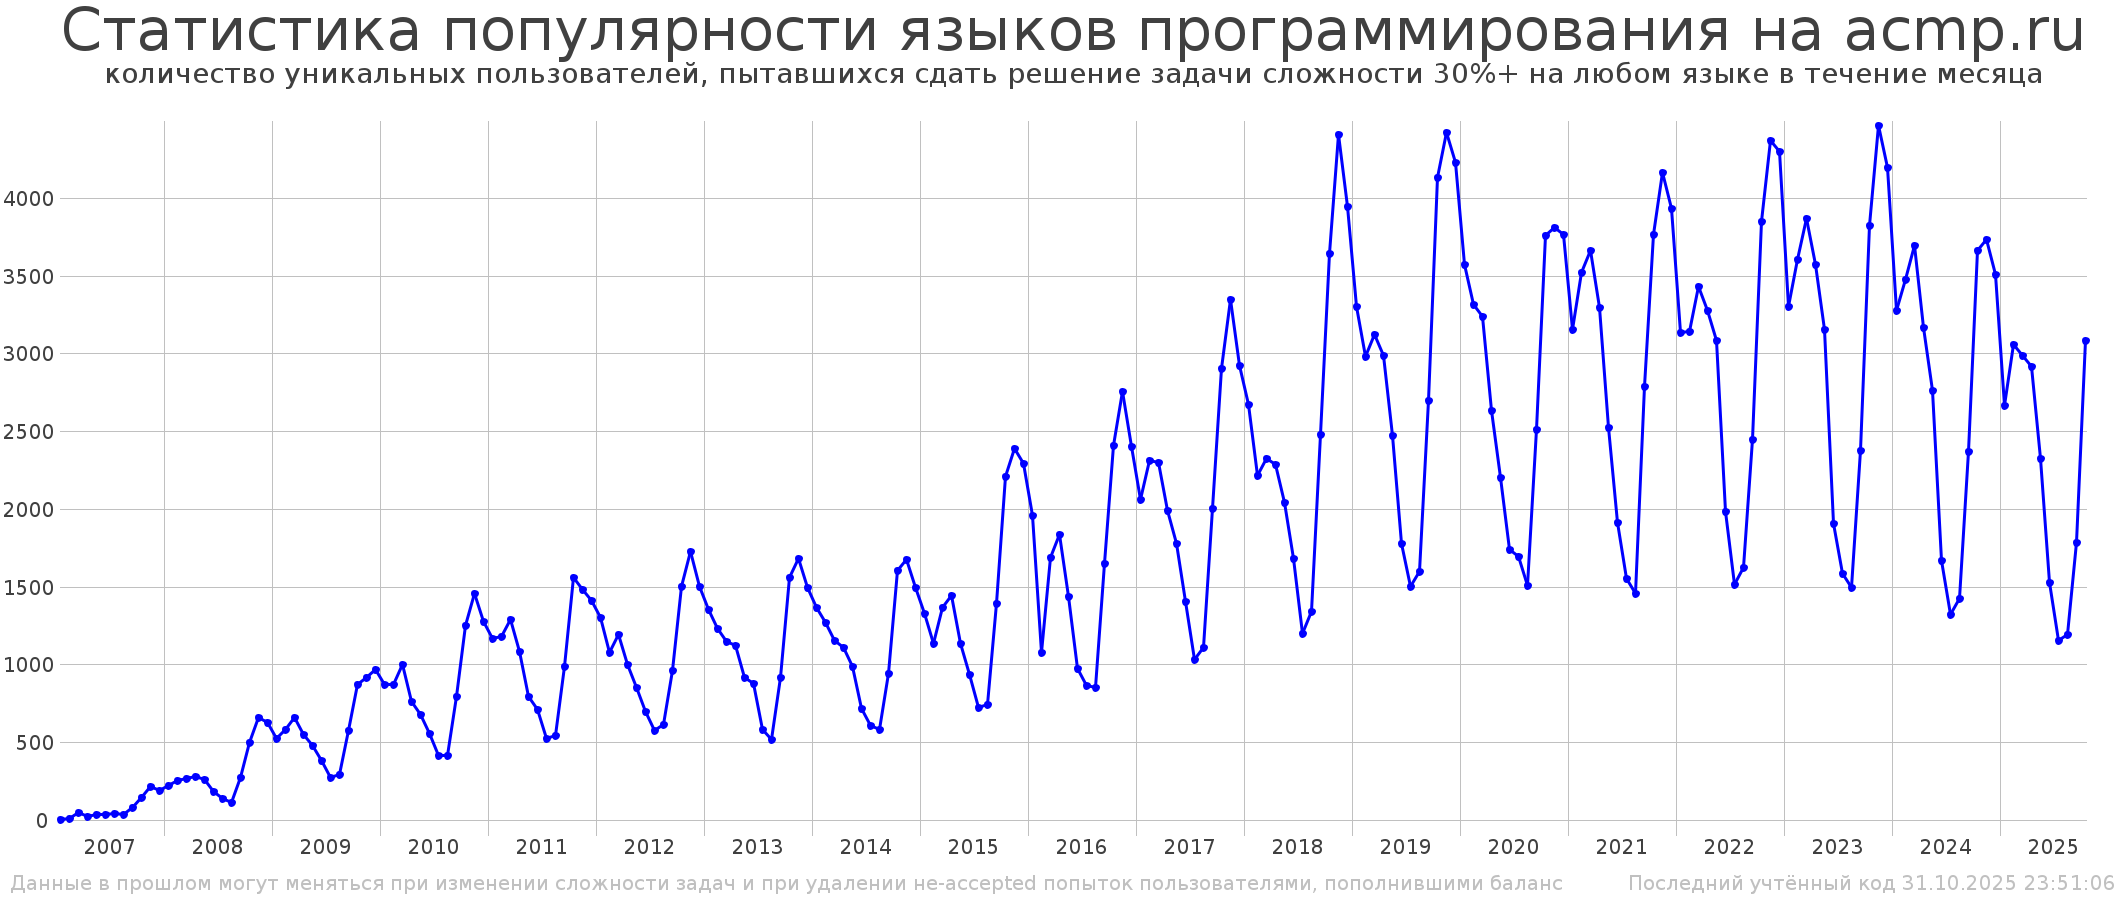 Статистика популярности языков программирования на acmp.ru
количество уникальных пользователей, пытавшихся сдать решение задачи сложности 30%+ на любом языке в течение месяца
4000
3500
3000
2500
2000
1500
1000
500
0
2007 2008 2009 2010 2011 2012 2013 2014 2015 2016 2017 2018 2019 2020 2021 2022 2023 2024 2025
Данные в прошлом могут меняться при изменении сложности задач и при удалении не-accepted попыток пользователями, пополнившими баланс Последний учтённый код 31.10.2025 23:51:06